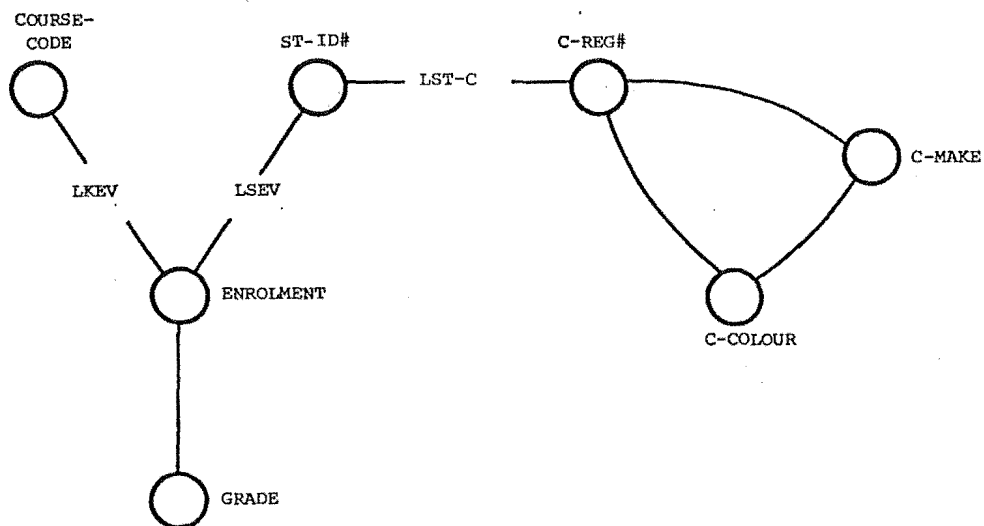 COURSE-
CODE
ST-ID#
C-REG#
LST-C
C-MAKE
LKEV
LSEV
ENROLMENT
C-COLOUR
GRADE